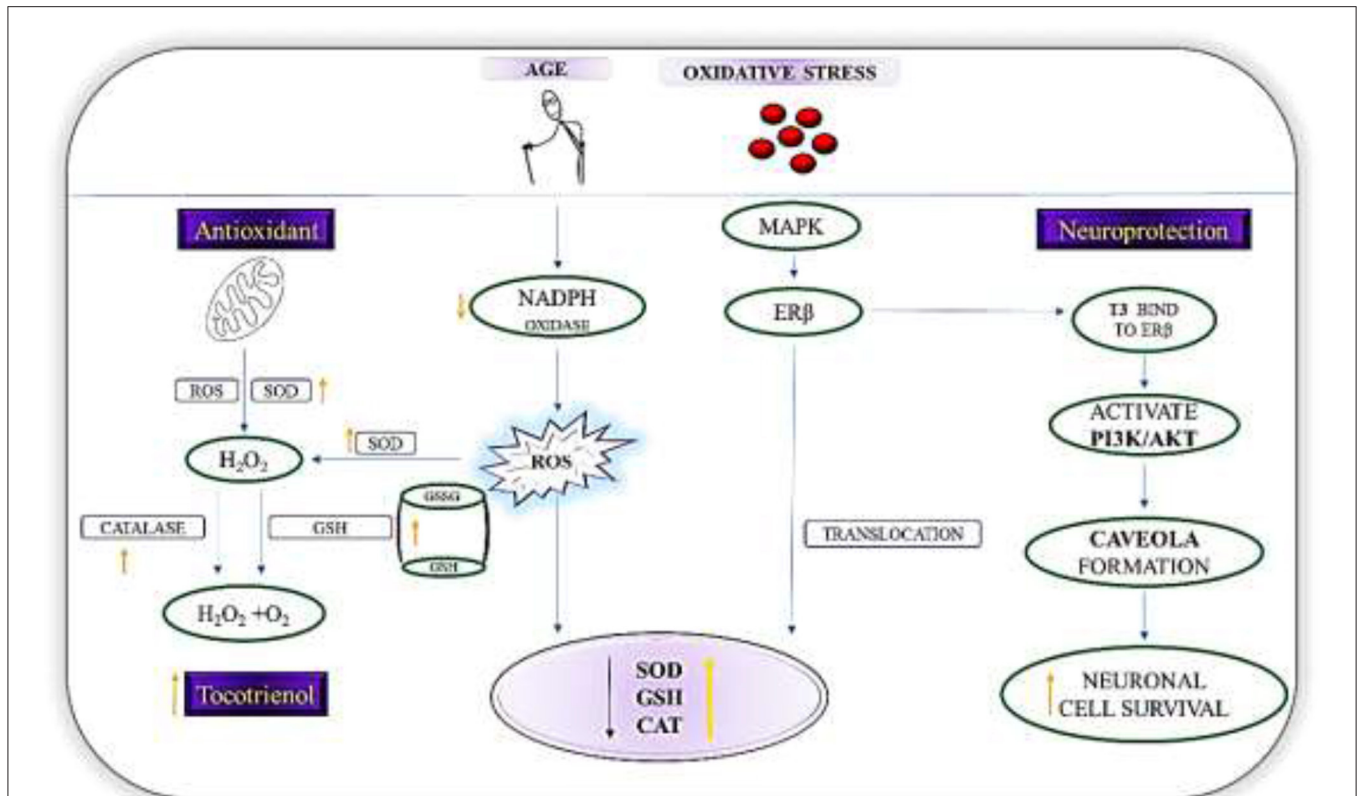 AGE
OXIDATIVE STRESS
Antioxidant
MAPK
Neuroprotection
NADPH
OXIDASE
ERβ
T3 BIND
TO ERβ
ROS
SOD
ACTIVATE
PI3K/AKT
SOD
H₂O₂
ROS
GSSG
CATALASE
GSH
GSH
TRANSLOCATION
CAVEOLA
FORMATION
H₂O₂ +O₂
SOD
GSH
CAT
Tocotrienol
NEURONAL
CELL SURVIVAL